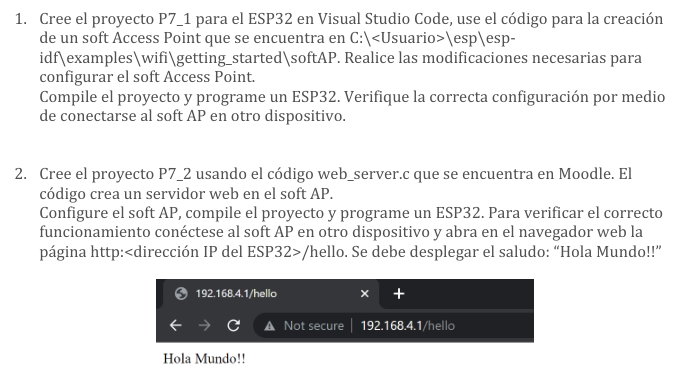 1. Cree el proyecto P7_1 para el ESP32 en Visual Studio Code, use el código para la creación
de un soft Access Point que se encuentra en C:\<Usuario>\esp\esp-
idf\examples\wifi\getting_started\softAP. Realice las modificaciones necesarias para
configurar el soft Access Point.
Compile el proyecto y programe un ESP32. Verifique la correcta configuración por medio
de conectarse al soft AP en otro dispositivo.
2. Cree el proyecto P7_2 usando el código web_server.c que se encuentra en Moodle. El
código crea un servidor web en el soft AP.
Configure el soft AP, compile el proyecto y programe un ESP32. Para verificar el correcto
funcionamiento conéctese al soft AP en otro dispositivo y abra en el navegador web la
página http:<dirección IP del ESP32>/hello. Se debe desplegar el saludo: “Hola Mundo!!”
192.168.4.1/hello
Not secure | 192.168.4.1/hello
Hola Mundo!!